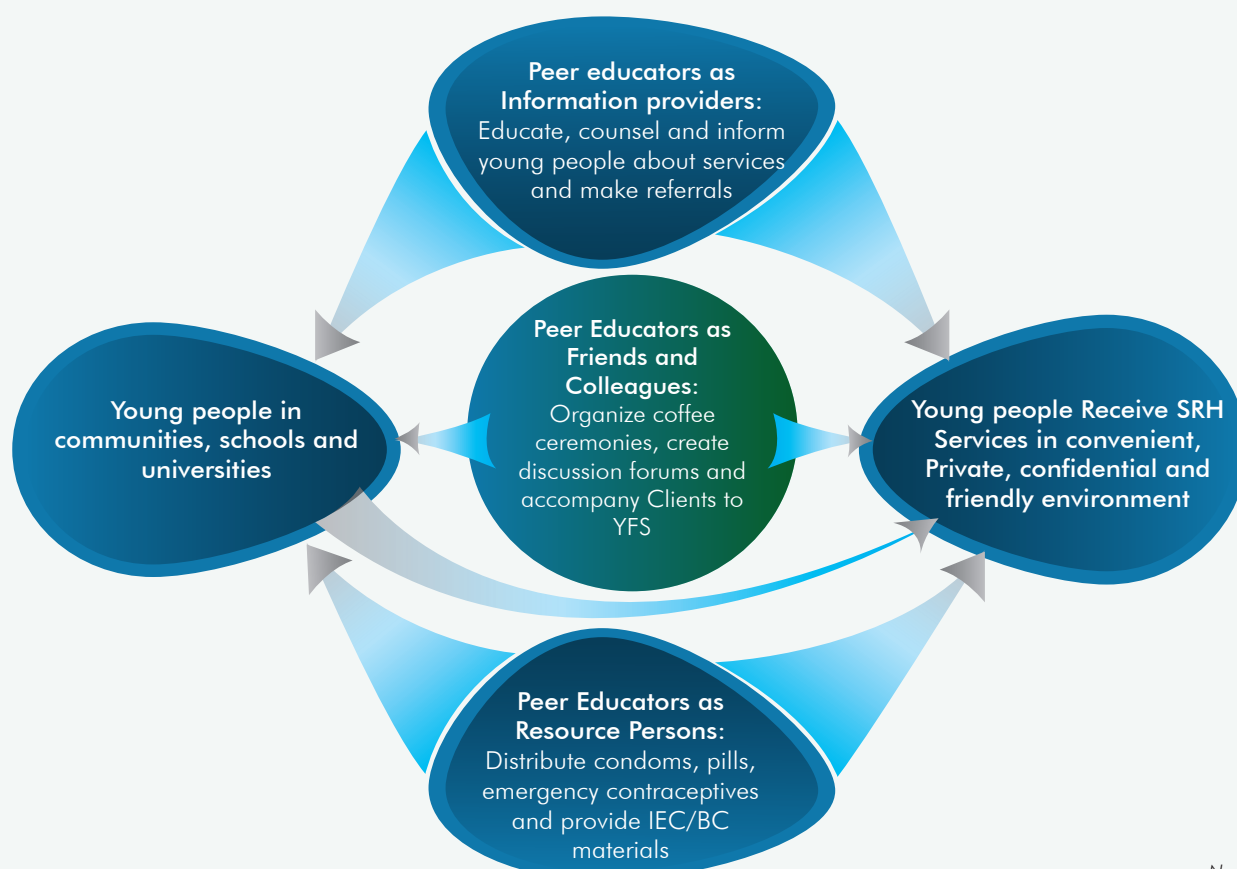 Peer educators as
Information providers:
Educate, counsel and inform
young people about services
and make referrals
Young people in
communities, schools and
universities
Peer Educators as
Friends and
Colleagues:
Organize coffee
ceremonies, create
discussion forums and
accompany Clients to
YFS
Young people Receive SRH
Services in convenient,
Private, confidential and
friendly environment
Peer Educators as
Resource Persons:
Distribute condoms, pills,
emergency contraceptives
and provide IEC/BC
materials